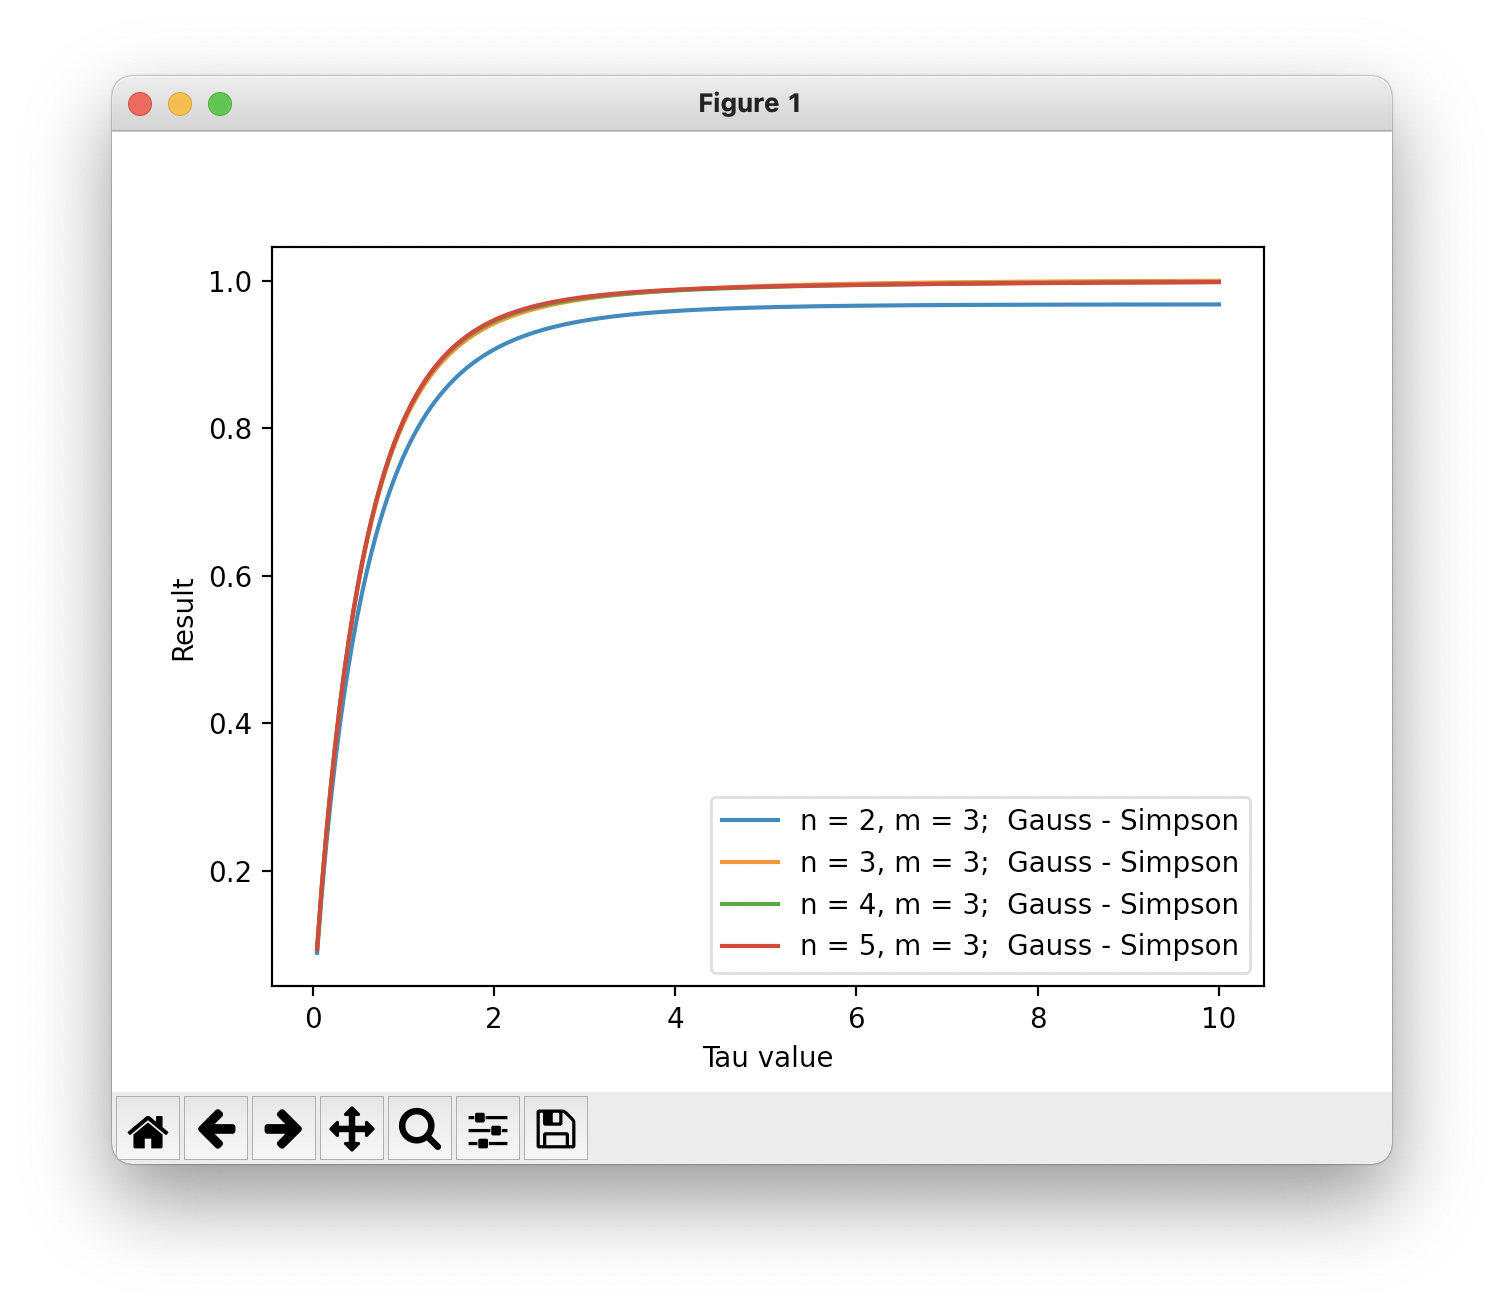 Figure 1
1.0
0.8
0.6
0.4
0.2
Result
0 2 4 6 8 10
Tau value
n = 2, m = 3;  Gauss - Simpson
n = 3, m = 3;  Gauss - Simpson
n = 4, m = 3;  Gauss - Simpson
n = 5, m = 3;  Gauss - Simpson